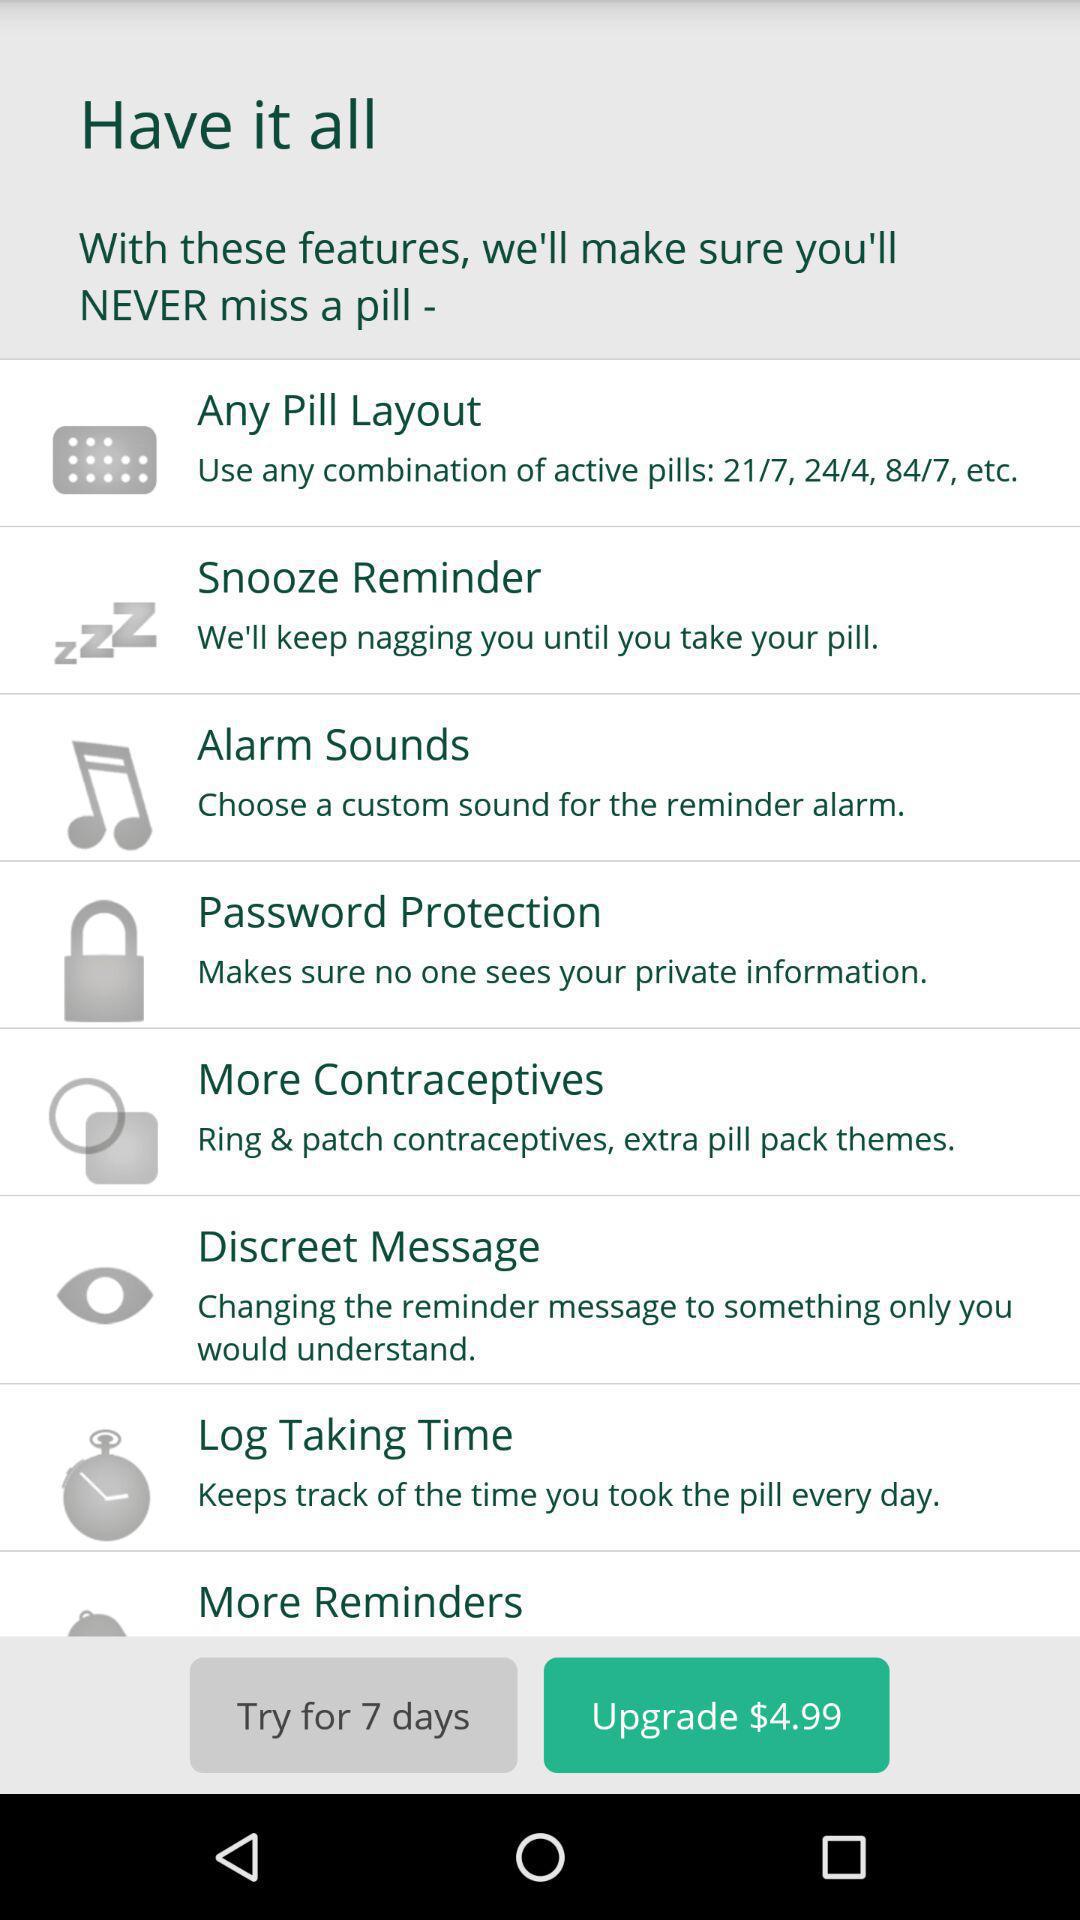 Have it all
With these features, we'll make sure you'll
NEVER miss a pill -
Any Pill Layout
Use any combination of active pills: 21/7, 24/4, 84/7, etc.
Snooze Reminder
We'll keep nagging you until you take your pill.
Alarm Sounds
Choose a custom sound for the reminder alarm.
Password Protection
Makes sure no one sees your private information.
More Contraceptives
Ring & patch contraceptives, extra pill pack themes.
Discreet Message
Changing the reminder message to something only you
would understand.
Log Taking Time
Keeps track of the time you took the pill every day.
More Reminders
Try for 7 days
Upgrade $4.99